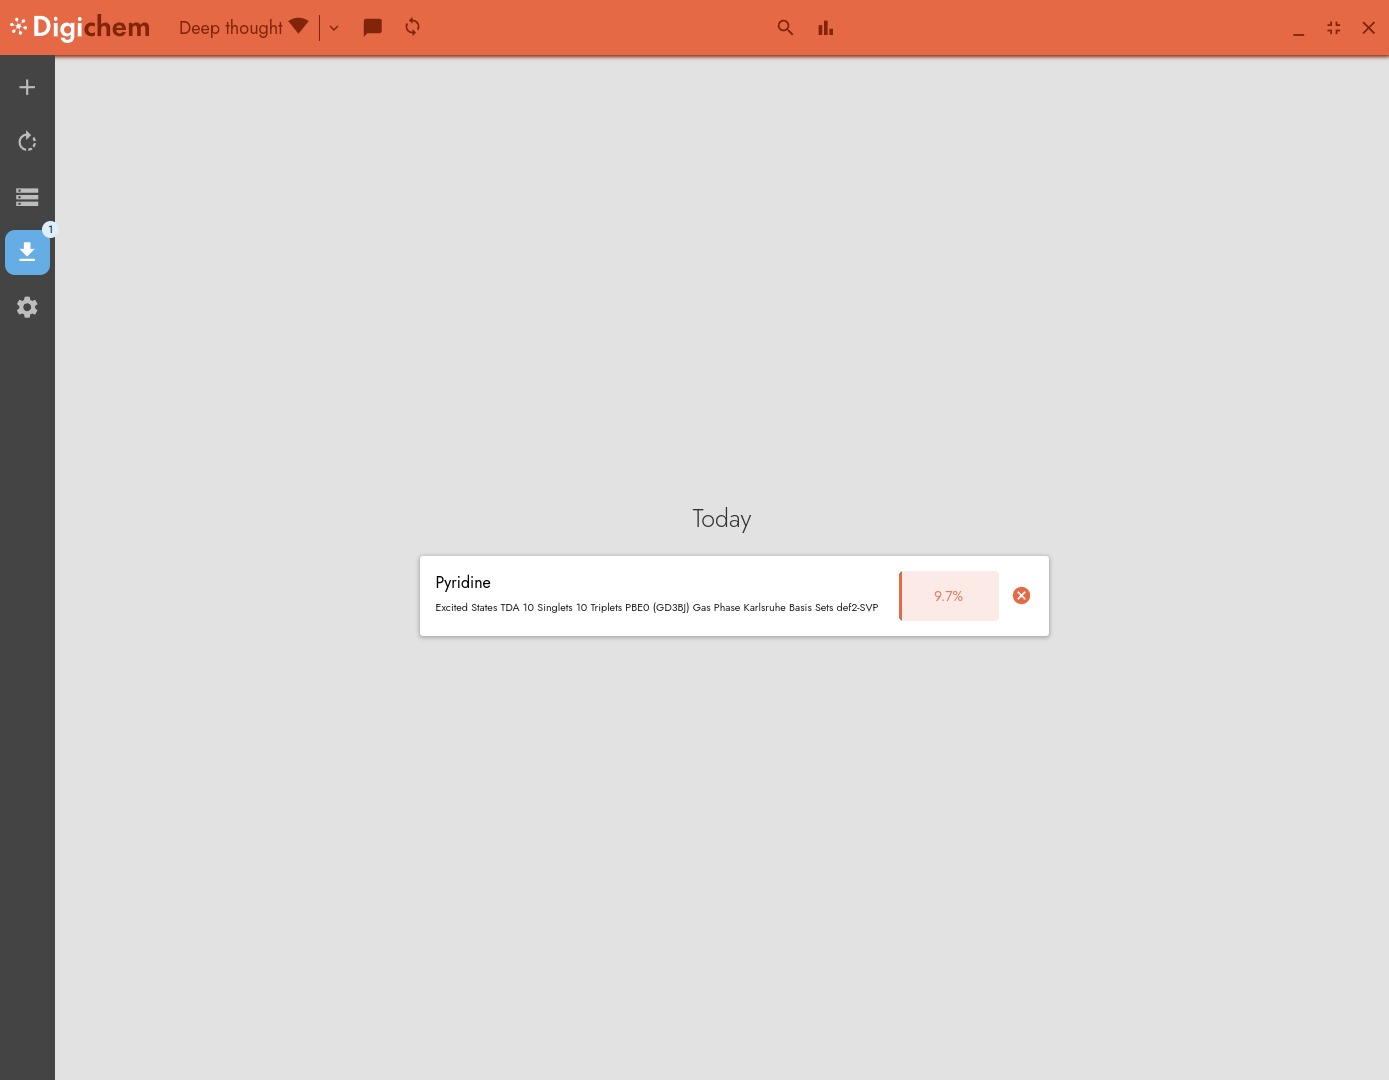 Digichem
Deep thought
1
Today
Pyridine
Excited States TDA 10 Singlets 10 Triplets PBE0 (GD3BJ) Gas Phase Karlsruhe Basis Sets def2-SVP
9.7%